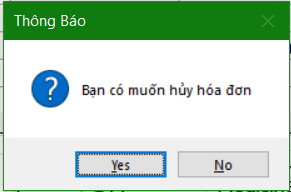 Thông Báo
Bạn có muốn hủy hóa đơn
Yes
No